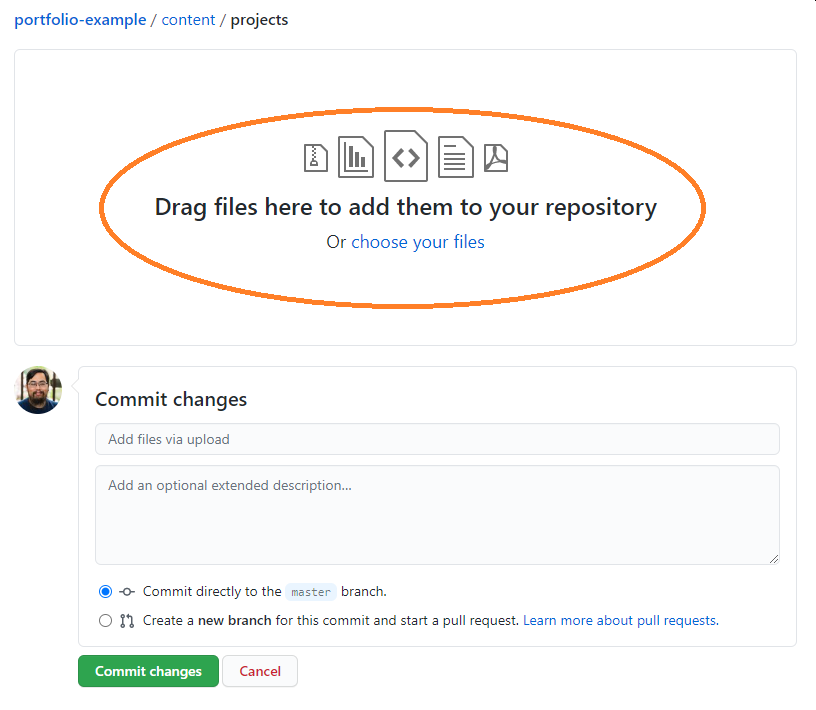 portfolio-example / content / projects
Drag files here to add them to your repository
Or choose your files
Commit changes
Add files via upload
Add an optional extended description...
Commit directly to the master branch.
Create a new branch for this commit and start a pull request. Learn more about pull requests.
Commit changes Cancel